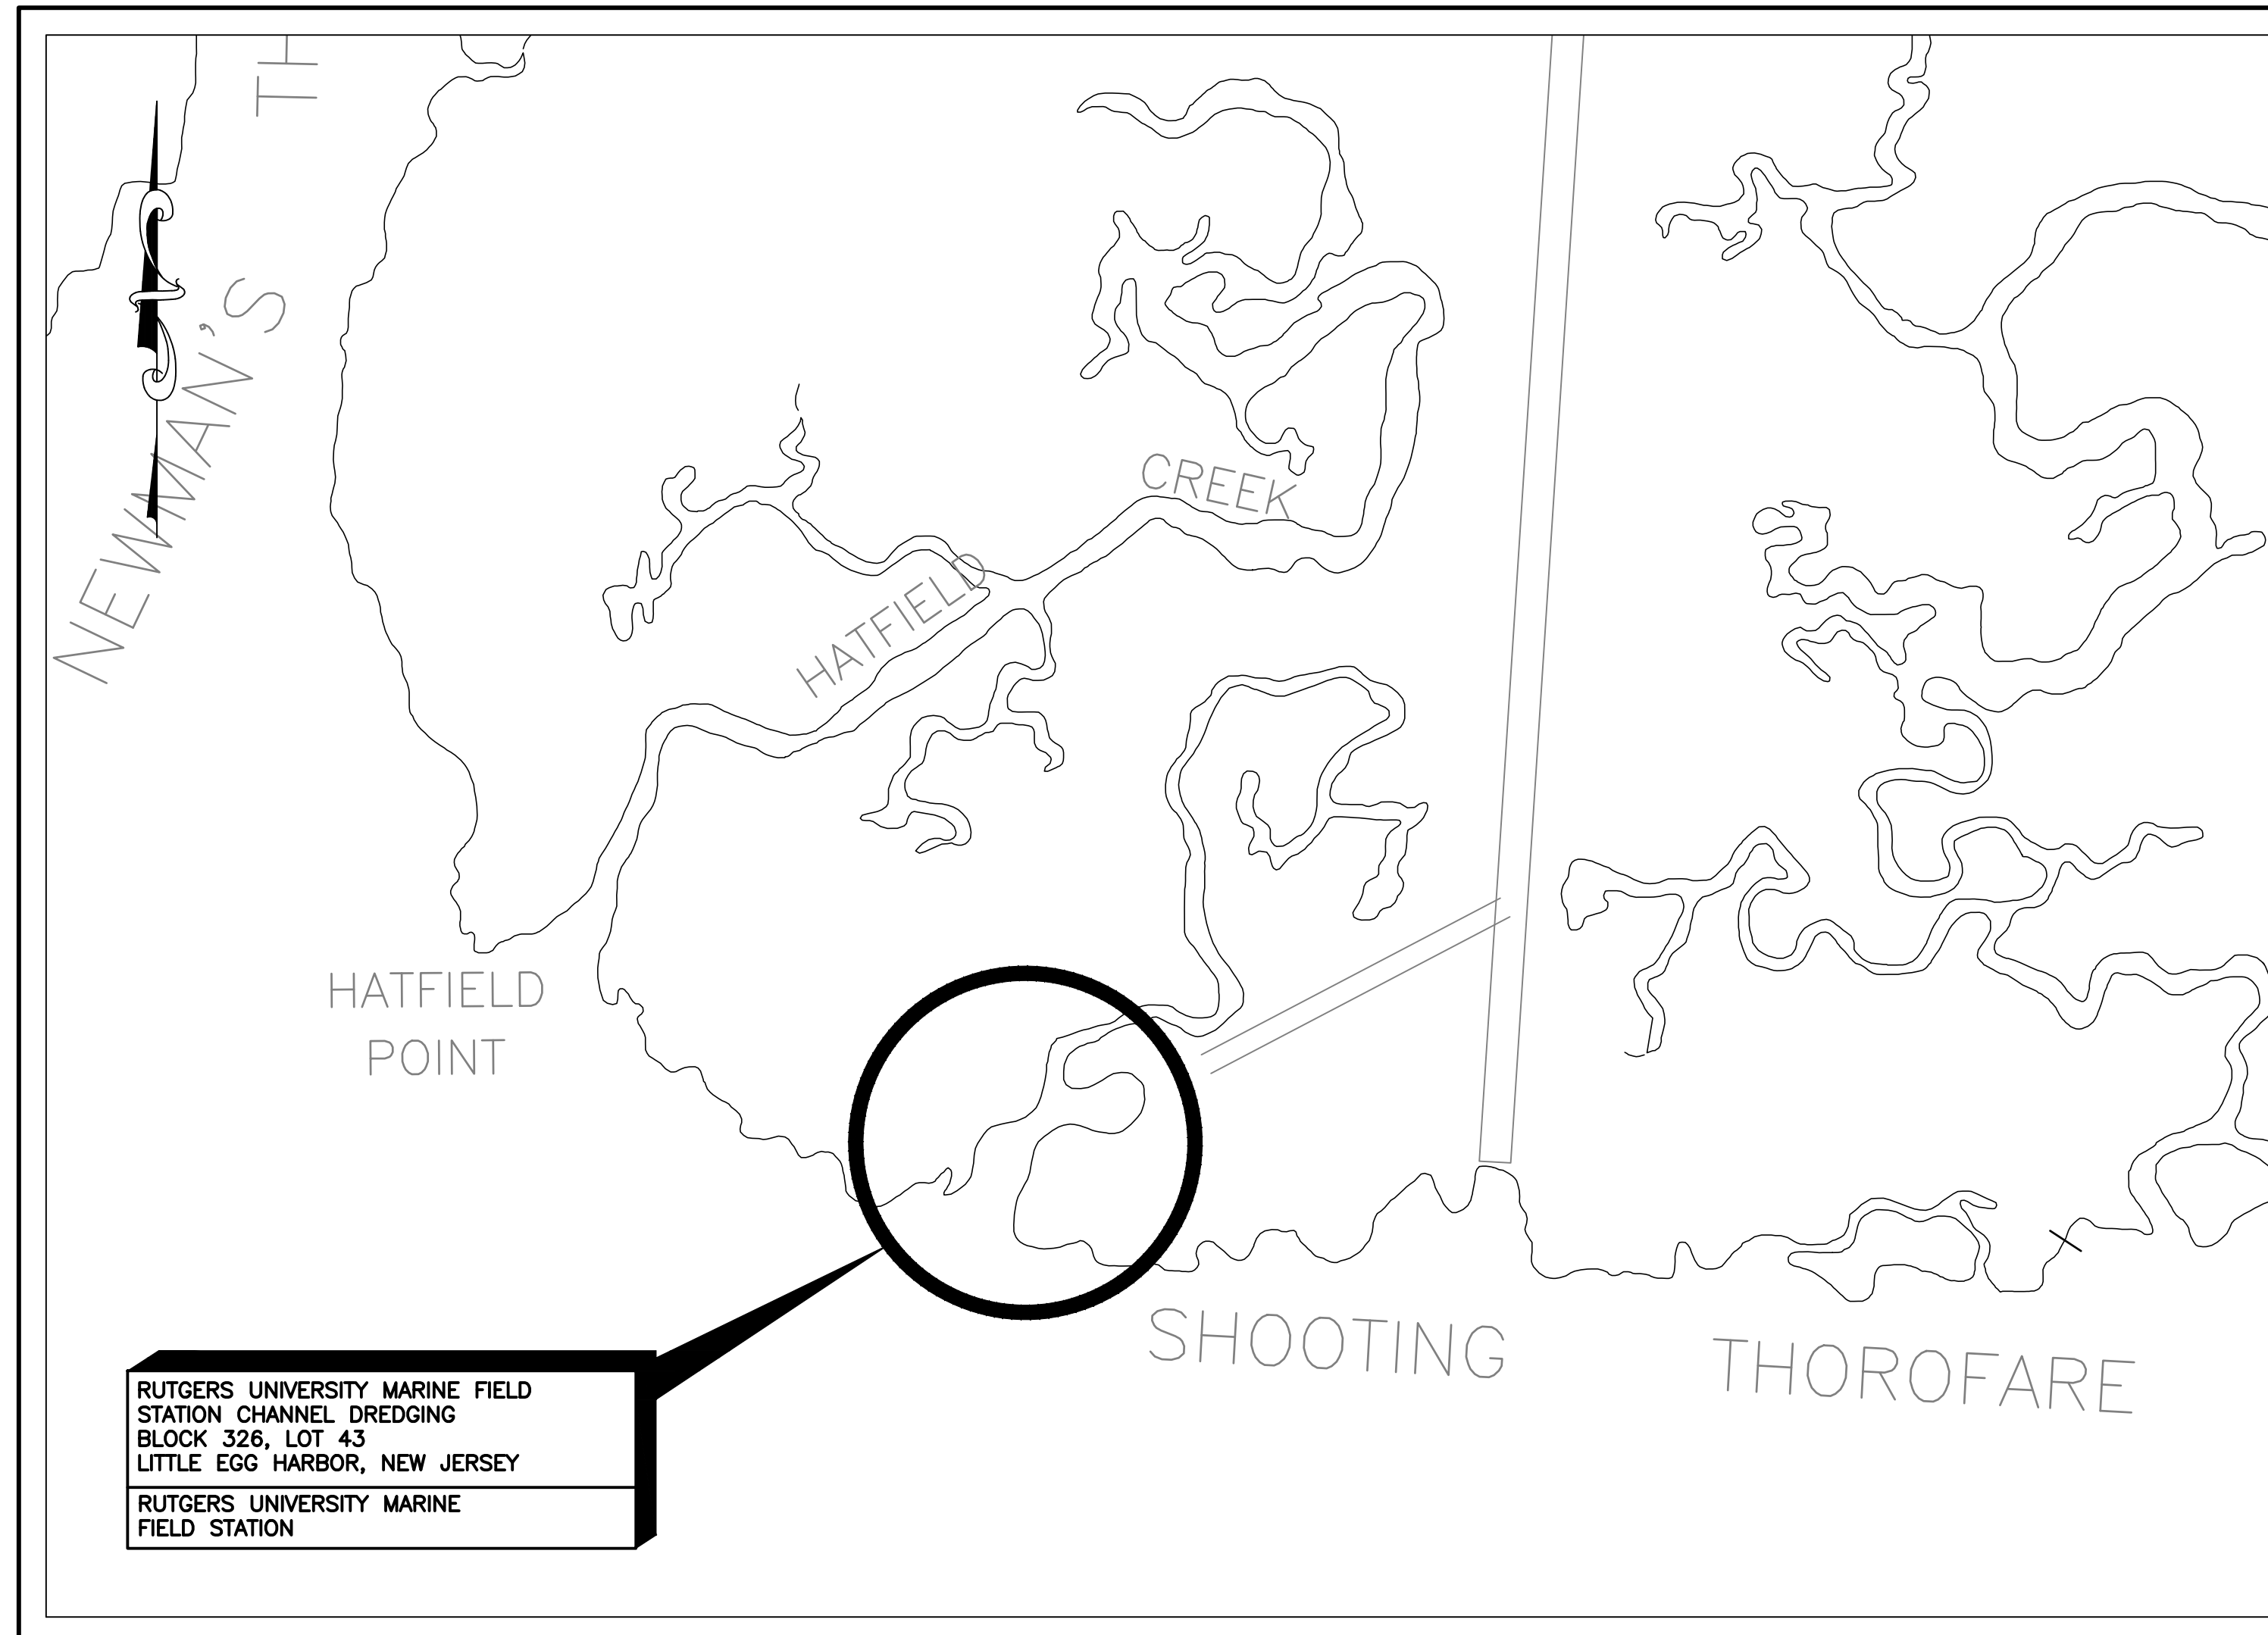 TH
NEWMAN'S
CREEK
HATFIELD
HATFIELD
POINT
SHOOTING THOROFARE
RUTGERS UNIVERSITY MARINE FIELD
STATION CHANNEL DREDGING
BLOCK 326, LOT 43
LITTLE EGG HARBOR, NEW JERSEY
RUTGERS UNIVERSITY MARINE
FIELD STATION